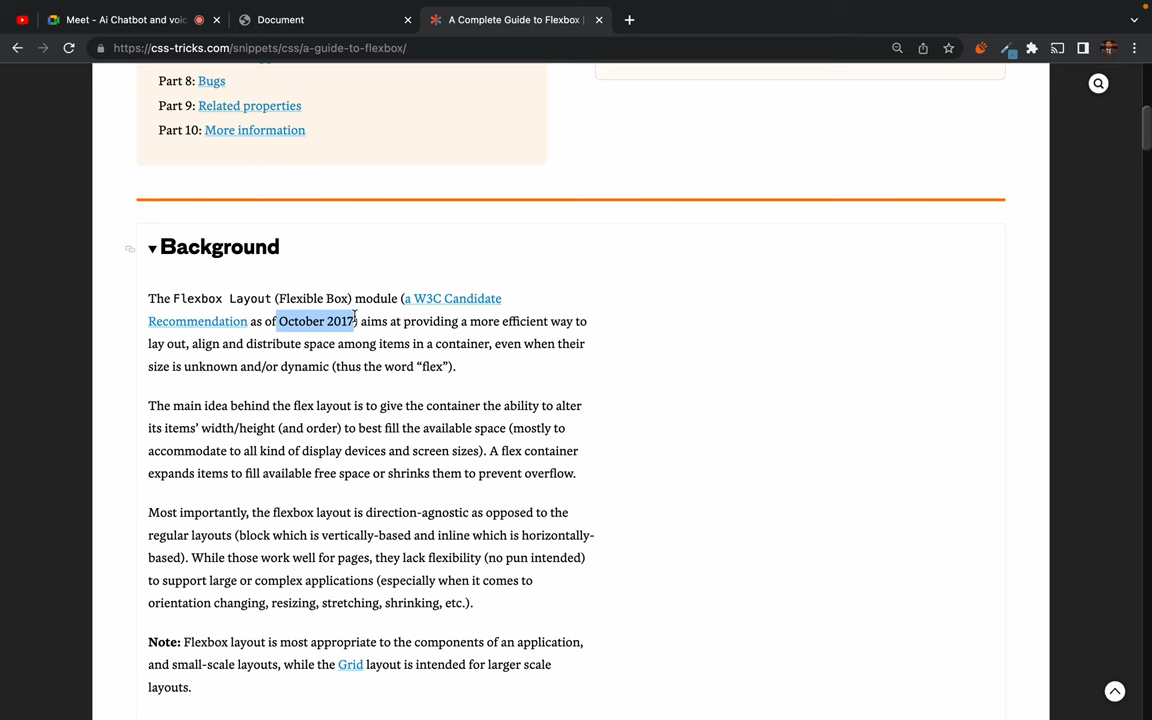 Meet - Ai Chatbot and voic
Document
A Complete Guide to Flexbox |
https://css-tricks.com/snippets/css/a-guide-to-flexbox/
Part 8: Bugs
Part 9: Related properties
Part 10: More information
Background
The Flexbox Layout (Flexible Box) module (a W3C Candidate
Recommendation as of October 2017) aims at providing a more efficient way to
lay out, align and distribute space among items in a container, even when their
size is unknown and/or dynamic (thus the word “flex”).
The main idea behind the flex layout is to give the container the ability to alter
its items’ width/height (and order) to best fill the available space (mostly to
accommodate to all kind of display devices and screen sizes). A flex container
expands items to fill available free space or shrinks them to prevent overflow.
Most importantly, the flexbox layout is direction-agnostic as opposed to the
regular layouts (block which is vertically-based and inline which is horizontally-
based). While those work well for pages, they lack flexibility (no pun intended)
to support large or complex applications (especially when it comes to
orientation changing, resizing, stretching, shrinking, etc.).
Note: Flexbox layout is most appropriate to the components of an application,
and small-scale layouts, while the Grid layout is intended for larger scale
layouts.